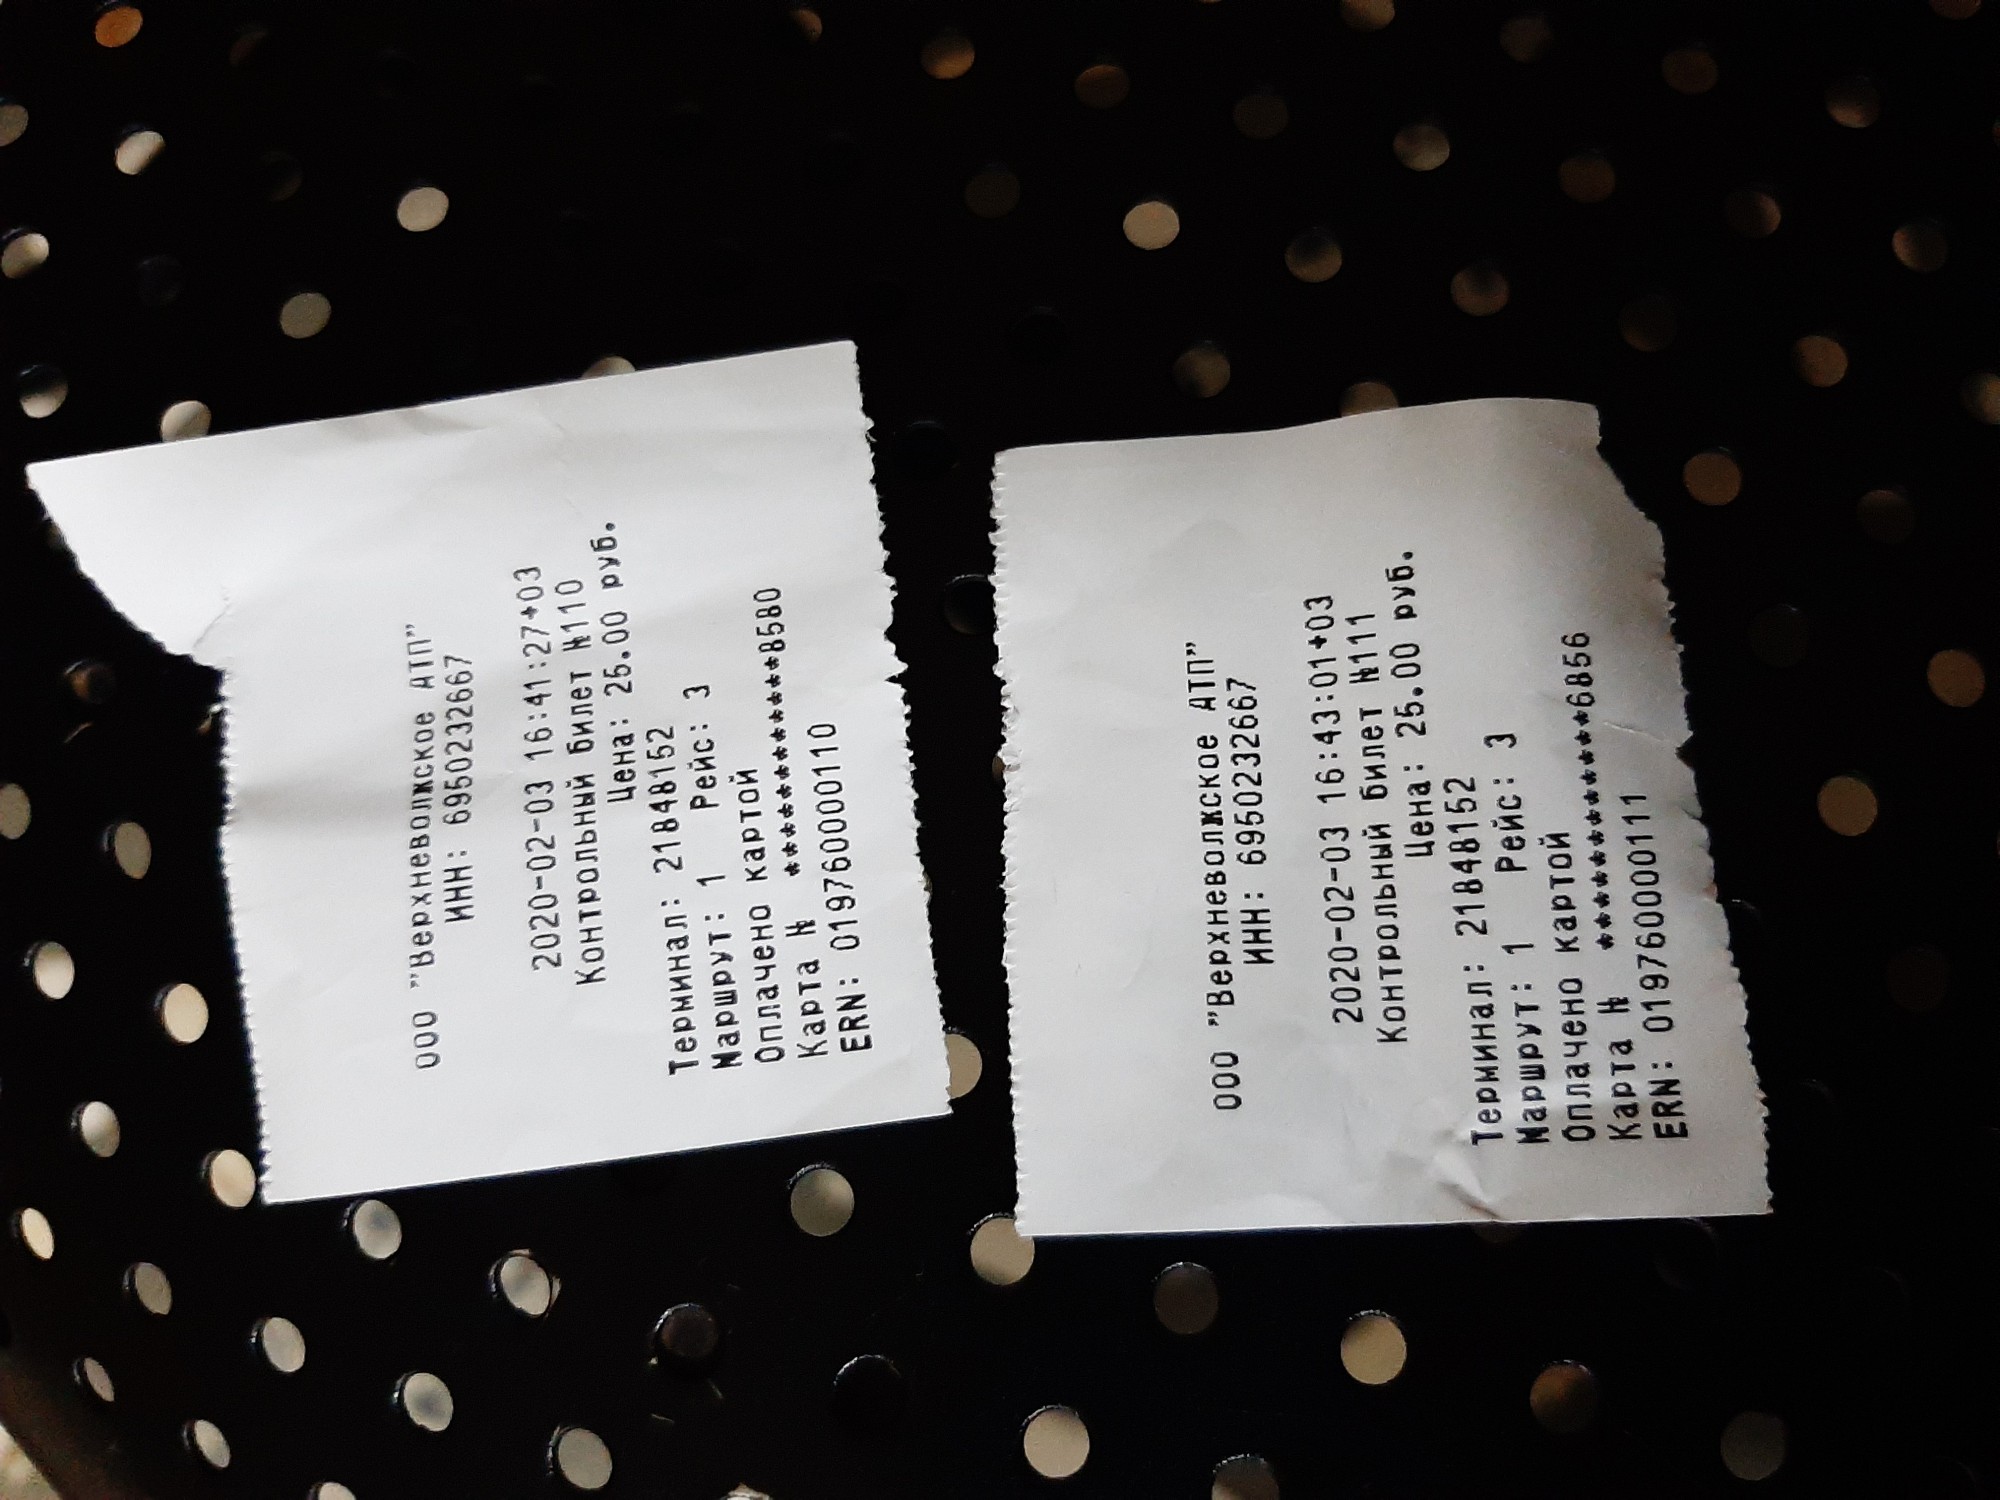 ООО "Верхневолжское АТП"
ИНН: 6950232667
2020-02-03 16:41:27+03
Контрольный билет №110
Цена: 25.00 руб.
Терминал: 21848152
Маршрут: 1 Рейс: 3
Оплачено картой
Карта № ************8580
ERN: 0197600000110
ООО "Верхневолжское АТП"
ИНН: 6950232667
2020-02-03 16:43:01+03
Контрольный билет №111
Цена: 25.00 руб.
Терминал: 21848152
Маршрут: 1 Рейс: 3
Оплачено картой
Карта № ************6856
ERN: 0197600000111